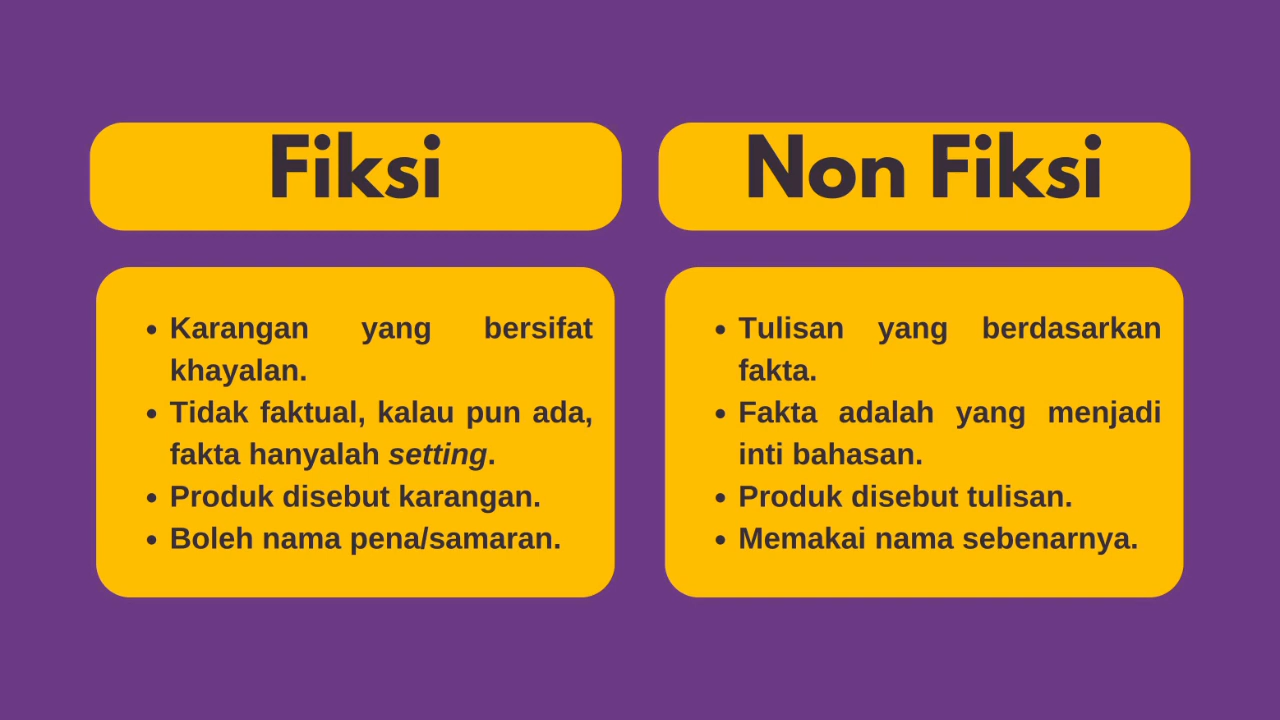 Fiksi
Karangan yang bersifat
khayalan.
Tidak faktual, kalau pun ada,
fakta hanyalah setting.
Produk disebut karangan.
Boleh nama pena/samaran.
Non Fiksi
Tulisan yang berdasarkan
fakta.
Fakta adalah yang menjadi
inti bahasan.
Produk disebut tulisan.
Memakai nama sebenarnya.